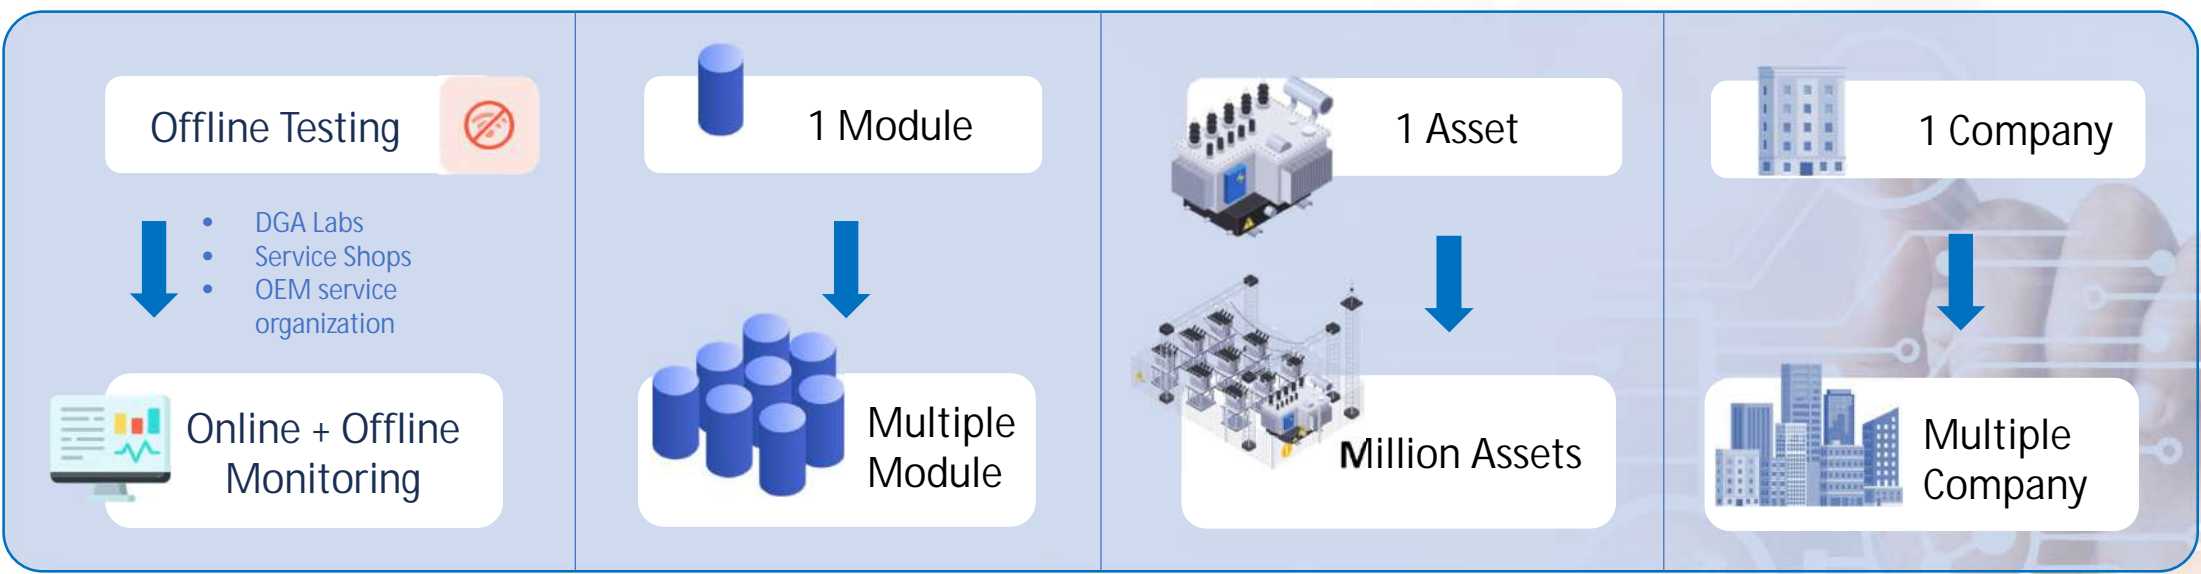 Offline Testing
• DGA Labs
• Service Shops
• OEM service
organization
Online + Offline
Monitoring
1 Module
Multiple
Module
1 Asset
Million Assets
1 Company
Multiple
Company